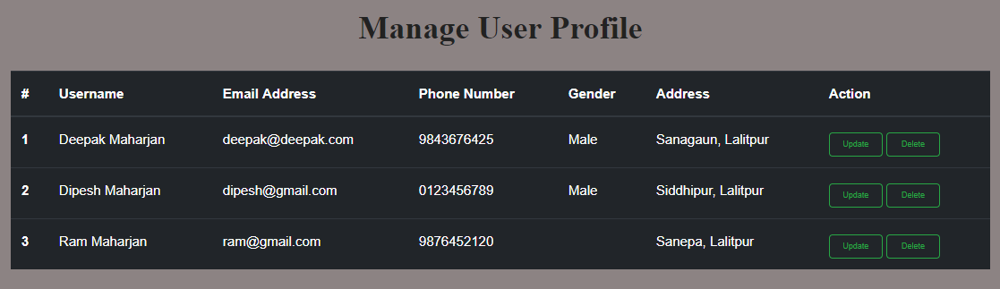 Manage User Profile
# Username Email Address Phone Number Gender Address Action
1 Deepak Maharjan deepak@deepak.com 9843676425 Male Sanagaun, Lalitpur Update Delete
2 Dipesh Maharjan dipesh@gmail.com 0123456789 Male Siddhipur, Lalitpur Update Delete
3 Ram Maharjan ram@gmail.com 9876452120 Sanepa, Lalitpur Update Delete